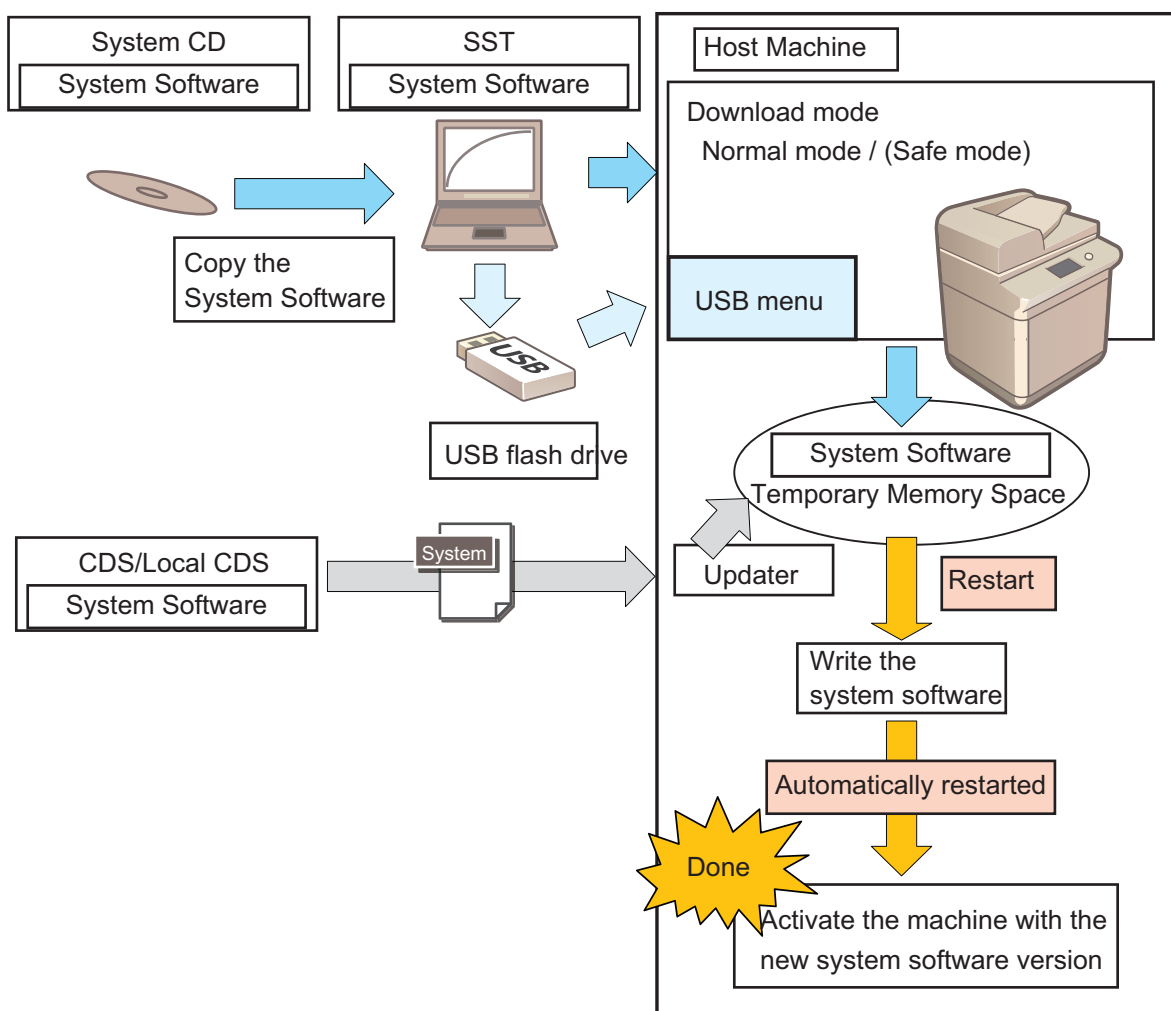 System CD
System Software
SST
System Software
Host Machine
Download mode
Normal mode / (Safe mode)
Copy the
System Software
USB menu
USB
USB flash drive
System Software
Temporary Memory Space
CDS/Local CDS
System Software
System
Updater
Restart
Write the
system software
Automatically restarted
Done
Activate the machine with the
new system software version